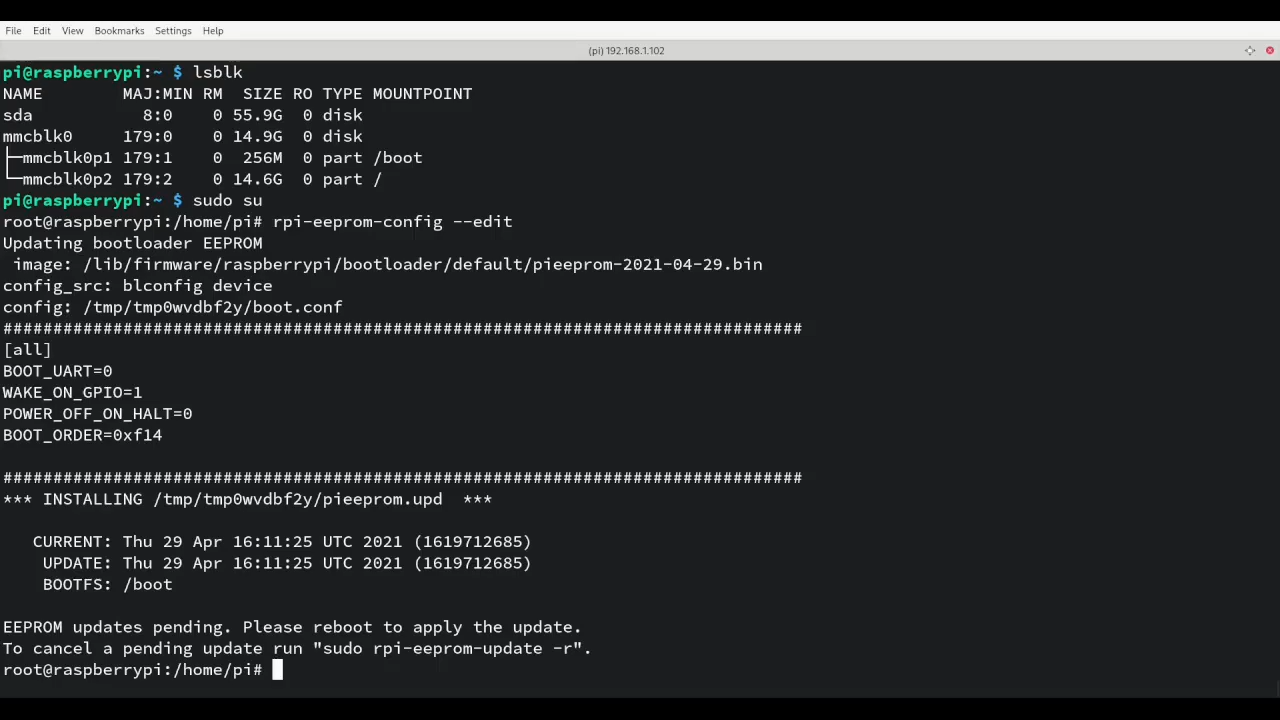 File Edit View Bookmarks Settings Help
(pi) 192.168.1.102
pi@raspberrypi:~ $ lsblk
NAME        MAJ:MIN RM  SIZE RO TYPE MOUNTPOINT
sda           8:0    0 55.9G  0 disk
mmcblk0     179:0    0 14.9G  0 disk
├─mmcblk0p1 179:1    0  256M  0 part /boot
└─mmcblk0p2 179:2    0 14.6G  0 part /
pi@raspberrypi:~ $ sudo su
root@raspberrypi:/home/pi# rpi-eeprom-config --edit
Updating bootloader EEPROM
 image: /lib/firmware/raspberrypi/bootloader/default/pieeprom-2021-04-29.bin
config_src: blconfig device
config: /tmp/tmp0wvdbf2y/boot.conf
################################################################################
[all]
BOOT_UART=0
WAKE_ON_GPIO=1
POWER_OFF_ON_HALT=0
BOOT_ORDER=0xf14
################################################################################
*** INSTALLING /tmp/tmp0wvdbf2y/pieeprom.upd  ***
   CURRENT: Thu 29 Apr 16:11:25 UTC 2021 (1619712685)
    UPDATE: Thu 29 Apr 16:11:25 UTC 2021 (1619712685)
    BOOTFS: /boot
EEPROM updates pending. Please reboot to apply the update.
To cancel a pending update run "sudo rpi-eeprom-update -r".
root@raspberrypi:/home/pi#